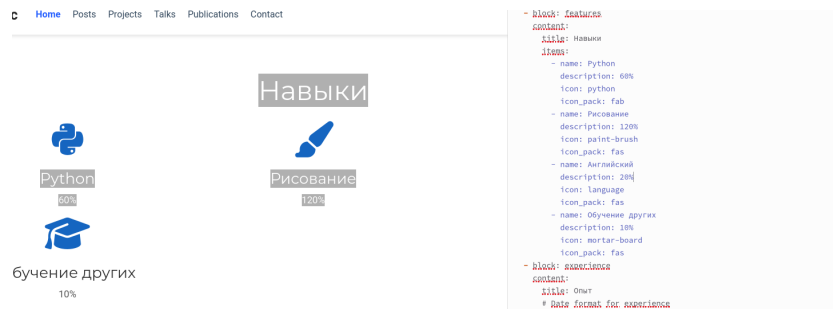 Home Posts Projects Talks Publications Contact
Навыки
Python
60%
Рисование
120%
бучение других
10%
- block: features
content:
title: Навыки
items:
- name: Python
description: 60%
icon: python
icon_pack: fab
- name: Рисование
description: 120%
icon: paint-brush
icon_pack: fas
- name: Английский
description: 20%
icon: language
icon_pack: fas
- name: Обучение других
description: 10%
icon: mortar-board
icon_pack: fas
- block: experience
content:
title: Опыт
# Date format for experience